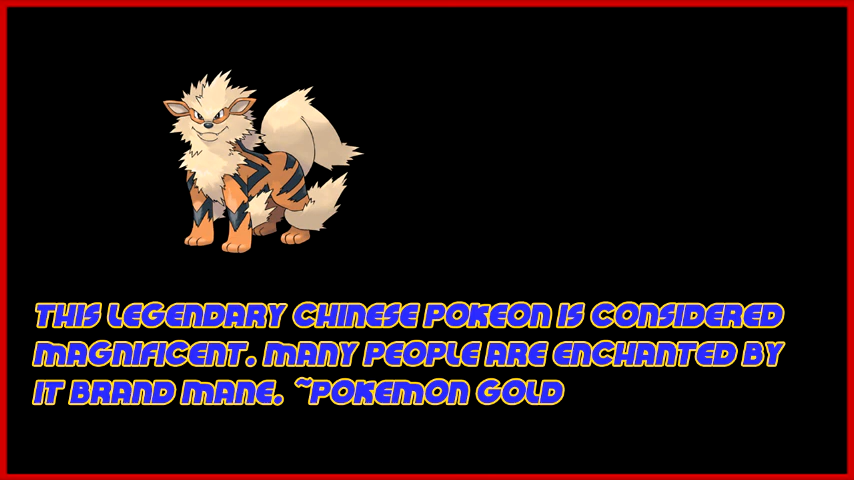 THIS LEGENDARY CHINESE POKEON IS CONSIDERED
MAGNIFICENT. MANY PEOPLE ARE ENCHANTED BY
IT BRAND MANE. ~POKEMON GOLD